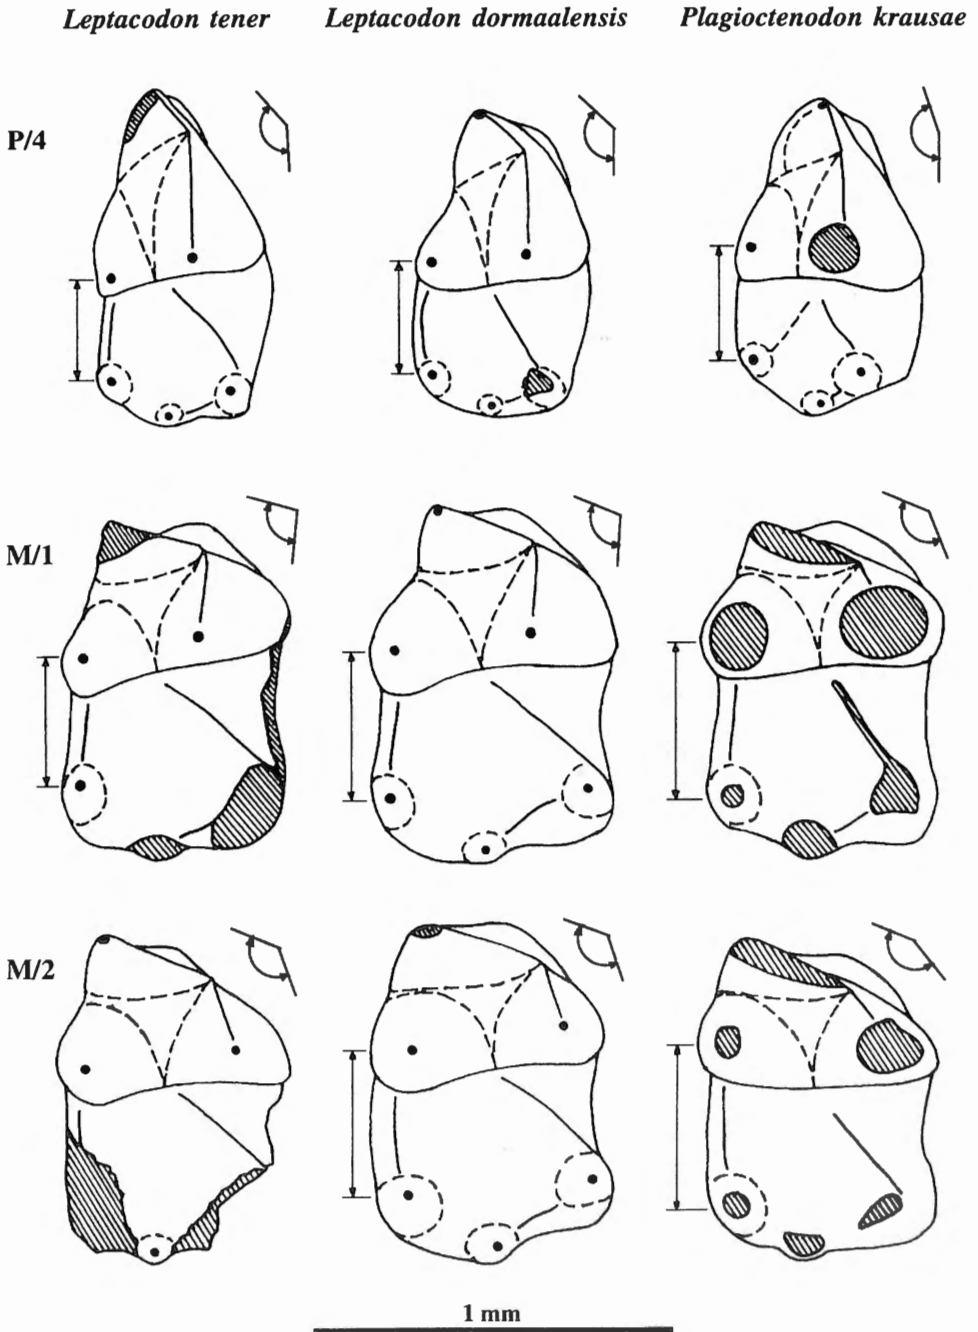 Leptacodon tener Leptacodon dormaalensis Plagioctenodon krausae
P/4
M/1
M/2
1 mm